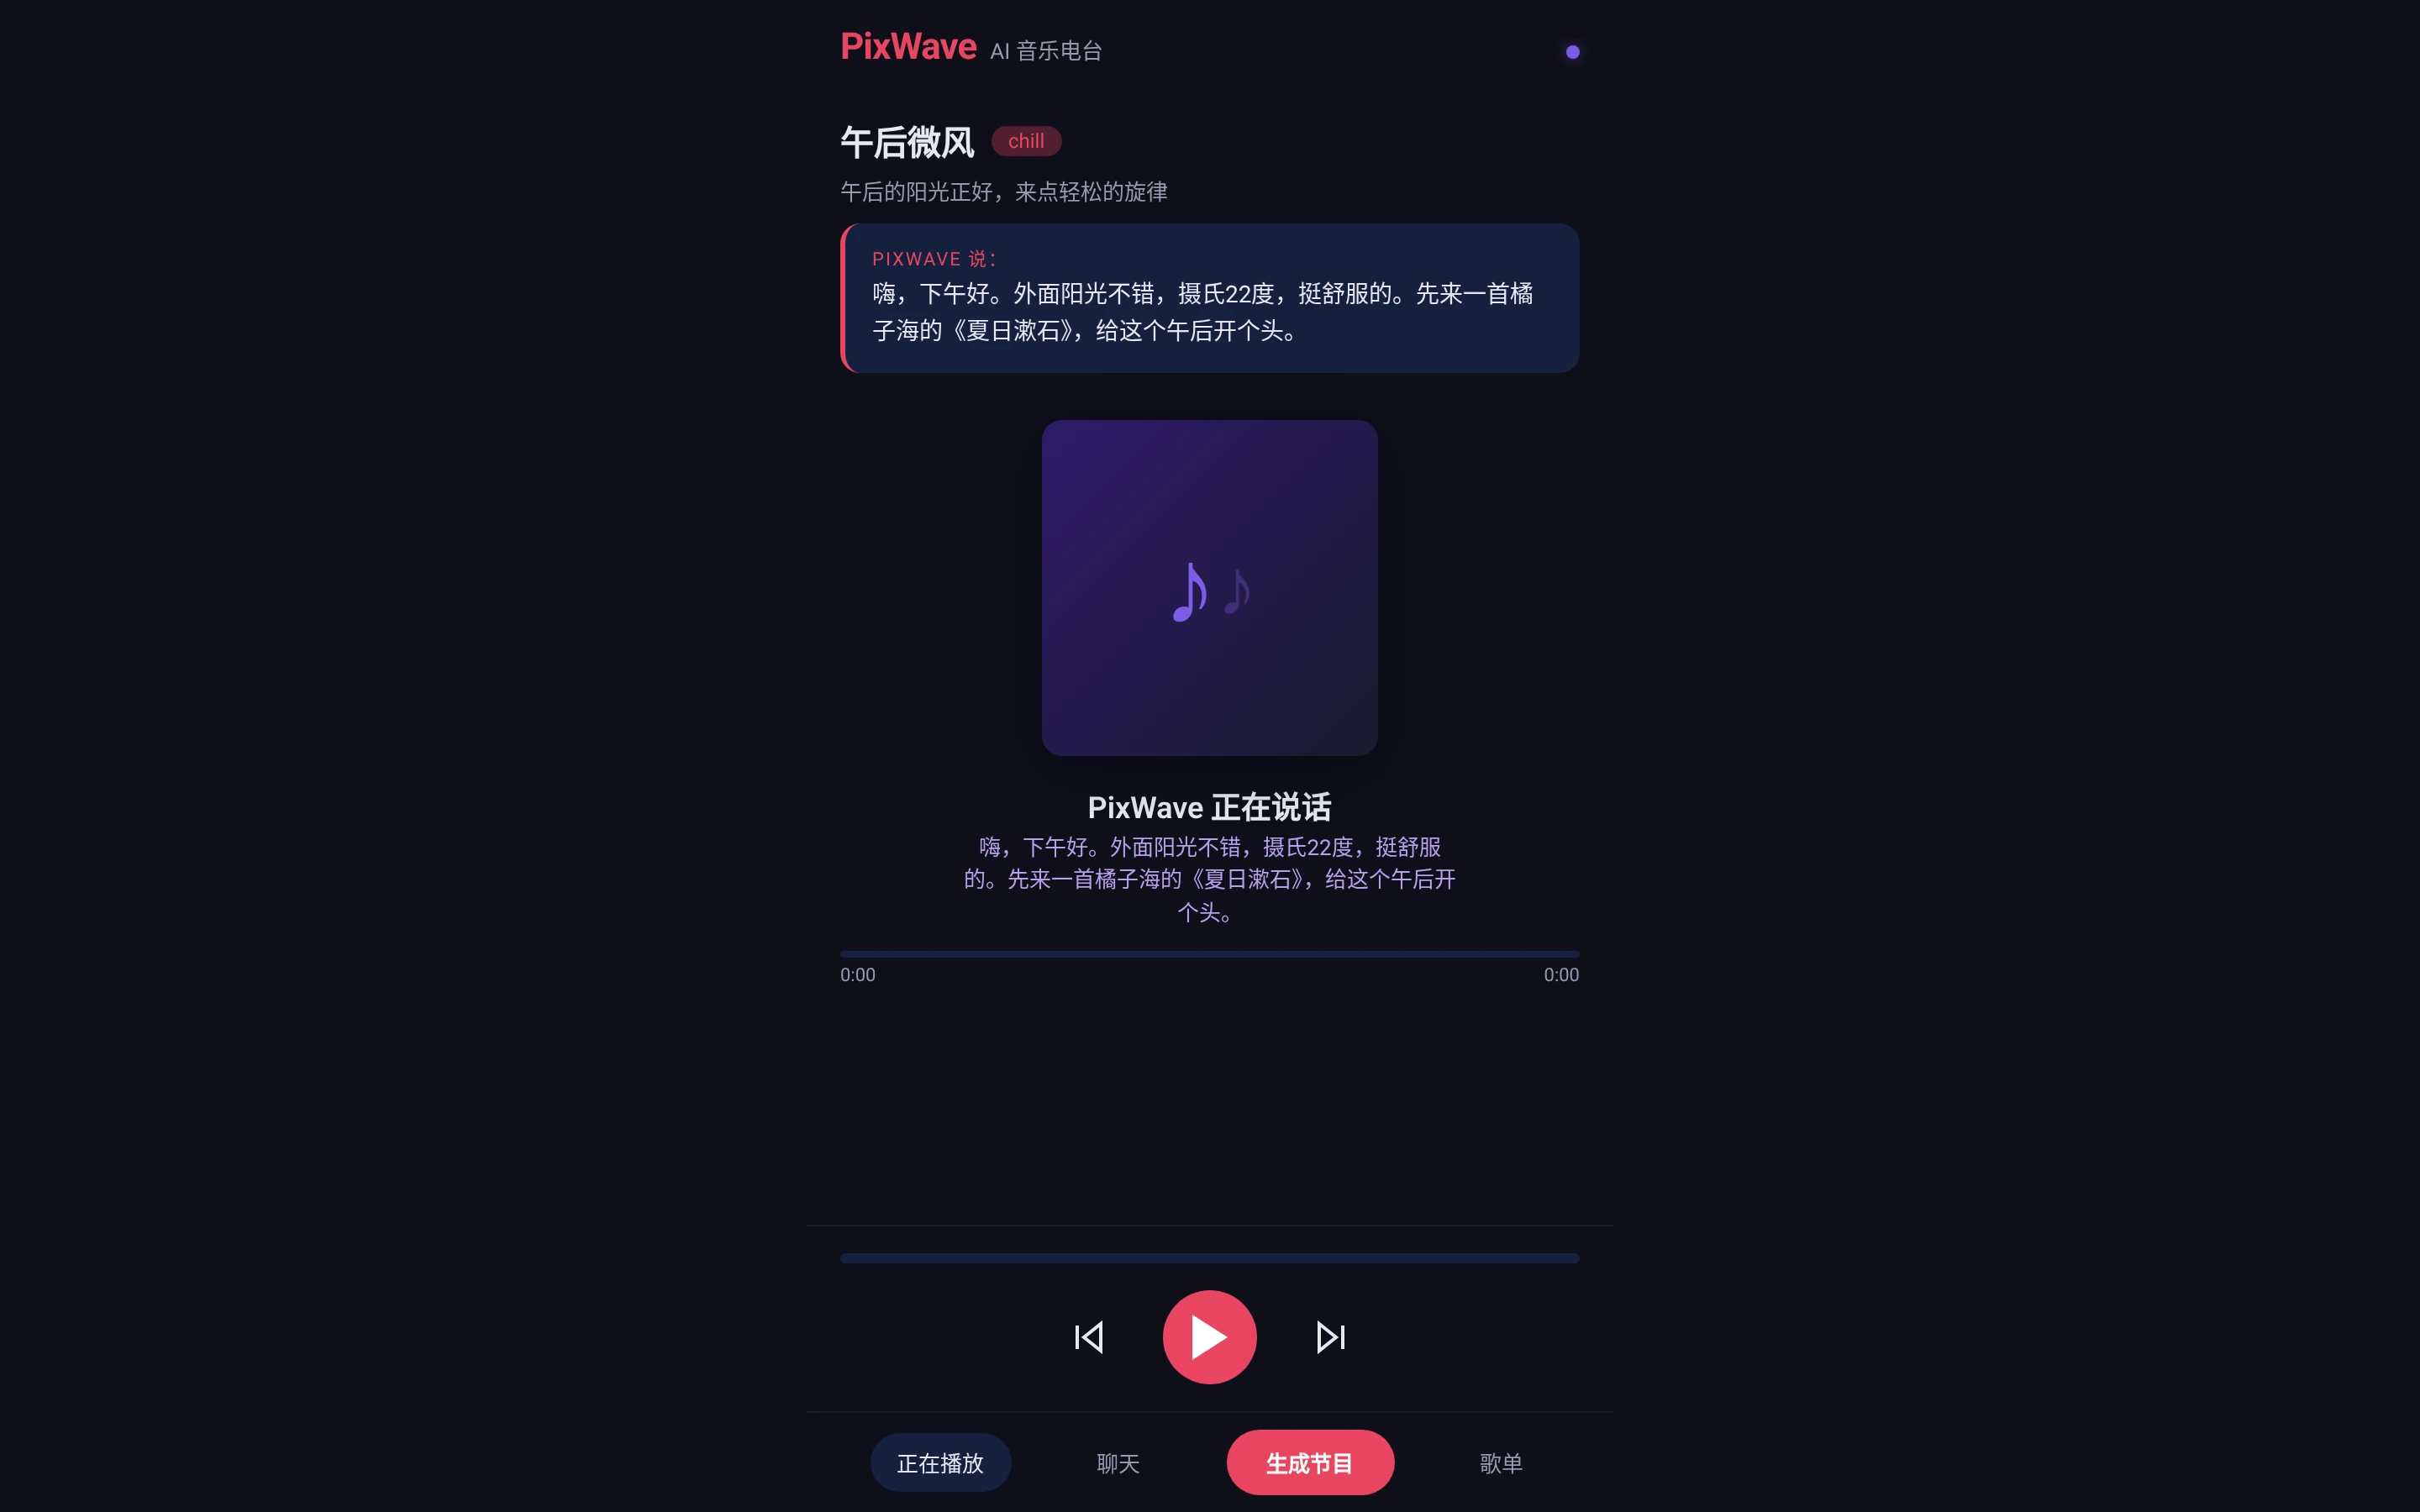 PixWave AI 音乐电台
午后微风 chill
午后的阳光正好，来点轻松的旋律
PIXWAVE 说：
嗨，下午好。外面阳光不错，摄氏22度，挺舒服的。先来一首橘
子海的《夏日漱石》，给这个午后开个头。
PixWave 正在说话
嗨，下午好。外面阳光不错，摄氏22度，挺舒服
的。先来一首橘子海的《夏日漱石》，给这个午后开
个头。
0:00 0:00
正在播放 聊天 生成节目 歌单